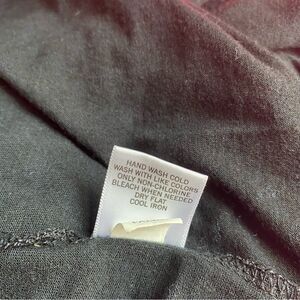 HAND WASH COLD
WASH WITH LIKE COLORS
ONLY NON-CHLORINE
BLEACH WHEN NEEDED
DRY FLAT
COOL IRON